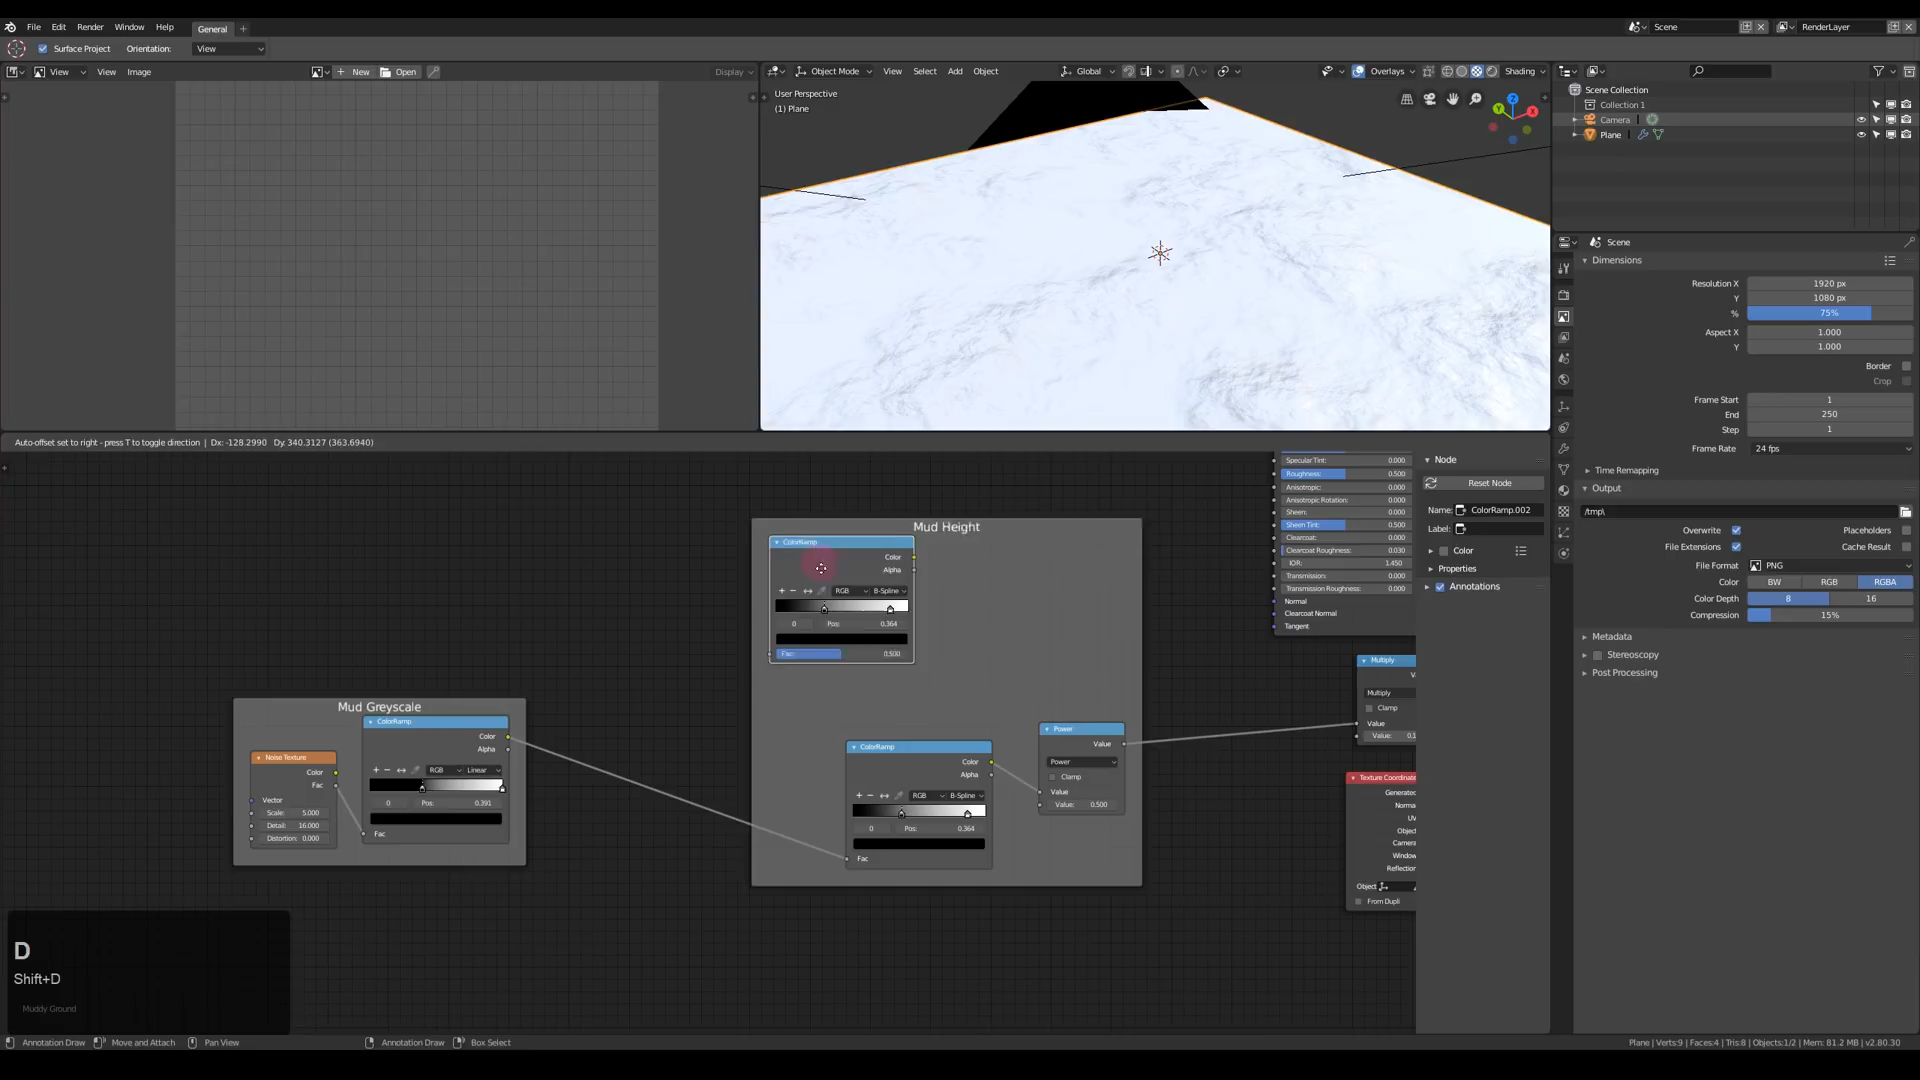 File Edit Render Window Help General + Scene RenderLayer
Surface Project Orientation: View
View View Image + New Open Display
Object Mode View Select Add Object Global Overlays Shading
User Perspective
(1) Plane
Z
Y
X
Scene Collection
Collection 1
Camera
Plane
Scene
Dimensions
Resolution X 1920 px
Y 1080 px
% 75%
Aspect X 1.000
Y 1.000
Border
Crop
Frame Start 1
End 250
Step 1
Frame Rate 24 fps
Time Remapping
Output
/tmp\
Overwrite Placeholders
File Extensions Cache Result
File Format PNG
Color BW RGB RGBA
Color Depth 8 16
Compression 15%
Metadata
Stereoscopy
Post Processing
Auto-offset set to right - press T to toggle direction | Dx: -128.2990 Dy: 340.3127 (363.6940)
Mud Greyscale
Noise Texture
Color
Fac
Vector
Scale: 5.000
Detail: 16.000
Distortion: 0.000
ColorRamp
Color
Alpha
RGB Linear
0 Pos: 0.391
Fac
Mud Height
ColorRamp
Color
Alpha
RGB B-Spline
0 Pos: 0.364
Fac: 0.500
ColorRamp
Color
Alpha
RGB B-Spline
0 Pos: 0.364
Fac
Power
Value
Power
Clamp
Value
Value: 0.500
Specular Tint: 0.000
Roughness: 0.500
Anisotropic: 0.000
Anisotropic Rotation: 0.000
Sheen: 0.000
Sheen Tint: 0.500
Clearcoat: 0.000
Clearcoat Roughness: 0.030
IOR: 1.450
Transmission: 0.000
Transmission Roughness: 0.000
Normal
Clearcoat Normal
Tangent
Multiply
Multiply
Clamp
Value
Value:
Texture Coordinate
Generated
Normal
UV
Object
Camera
Window
Reflection
Object
From Dupli
Node
Reset Node
Name: ColorRamp.002
Label:
Color
Properties
Annotations
D
Shift+D
Muddy Ground
Annotation Draw Move and Attach Pan View Annotation Draw Box Select
Plane | Verts:9 | Faces:4 | Tris:8 | Objects:1/2 | Mem: 81.2 MB | v2.80.30